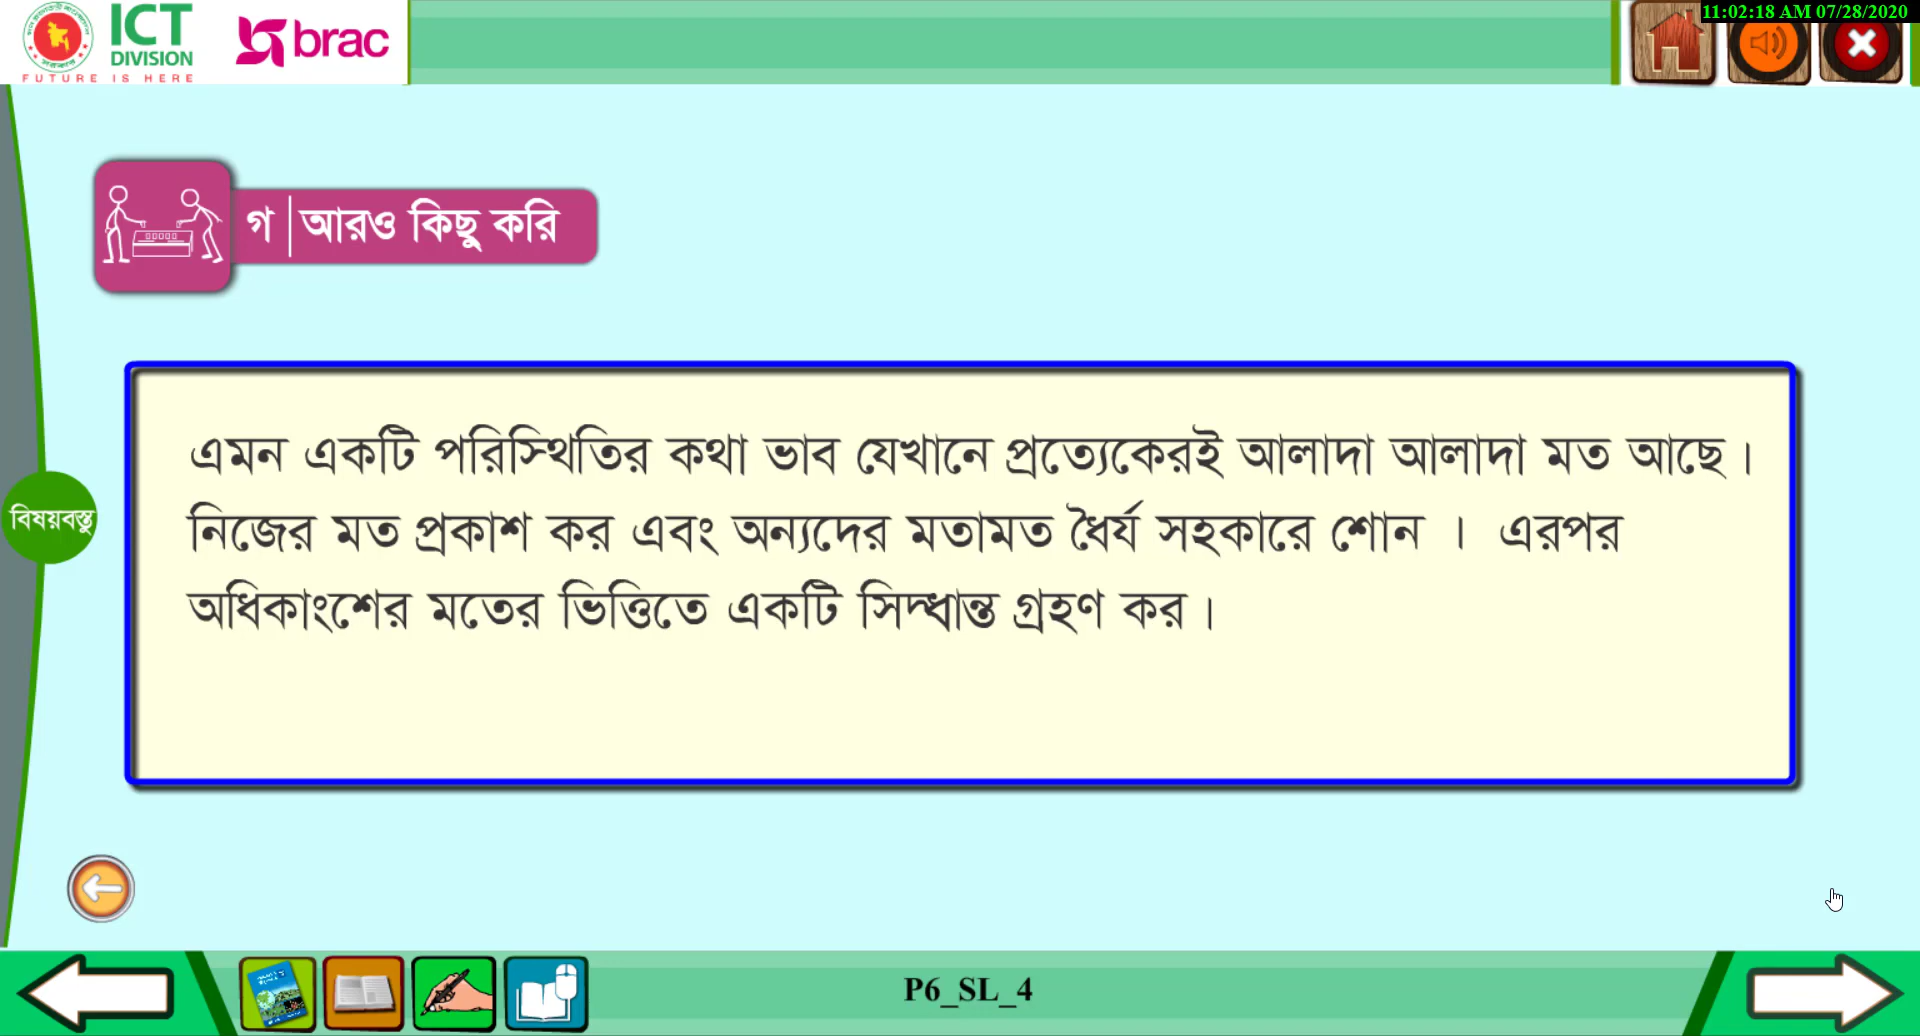 11:02:18 AM 07/28/2020
ICT
DIVISION
FUTURE IS HERE
brac
গ | আরও কিছু করি
এমন একটি পরিস্থিতির কথা ভাব যেখানে প্রত্যেকেরই আলাদা আলাদা মত আছে।
নিজের মত প্রকাশ কর এবং অন্যদের মতামত ধৈর্য সহকারে শোন । এরপর
অধিকাংশের মতের ভিত্তিতে একটি সিদ্ধান্ত গ্রহণ কর।
বিষয়বস্তু
P6_SL_4